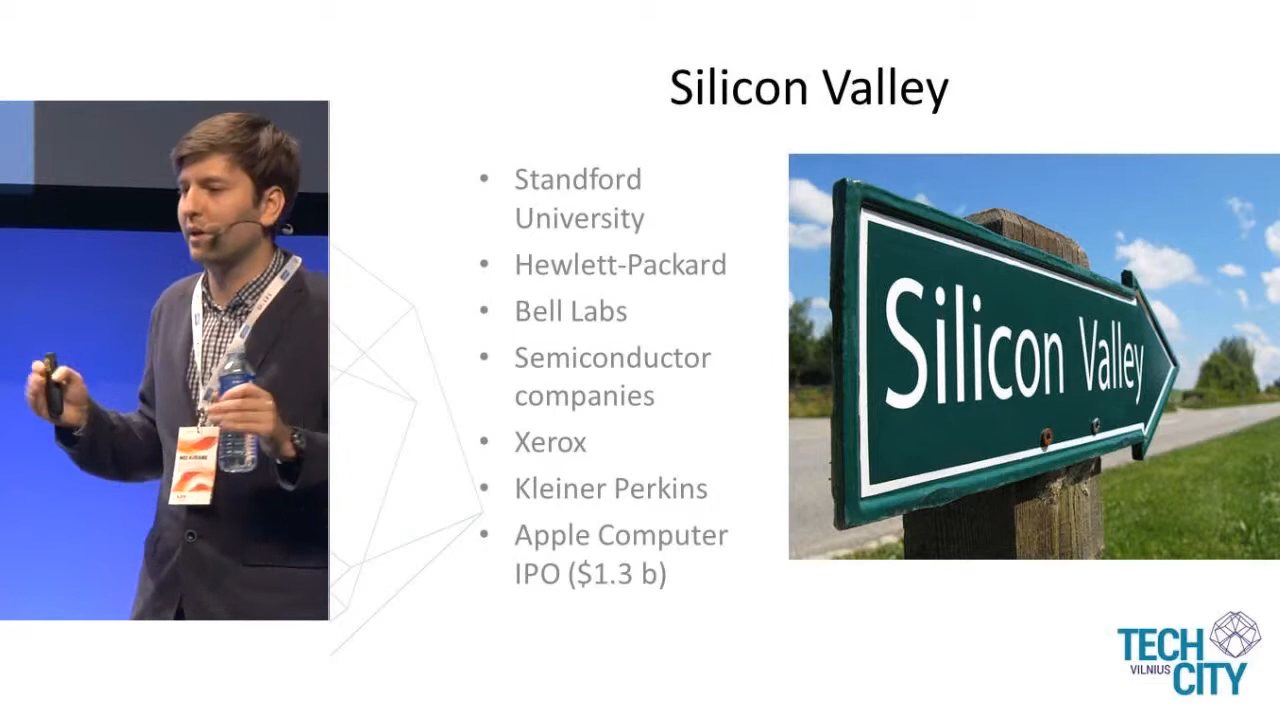 Silicon Valley
• Standford
University
• Hewlett-Packard
• Bell Labs
• Semiconductor
companies
• Xerox
• Kleiner Perkins
• Apple Computer
IPO ($1.3 b)
Silicon Valley
TECH
VILNIUS
CITY